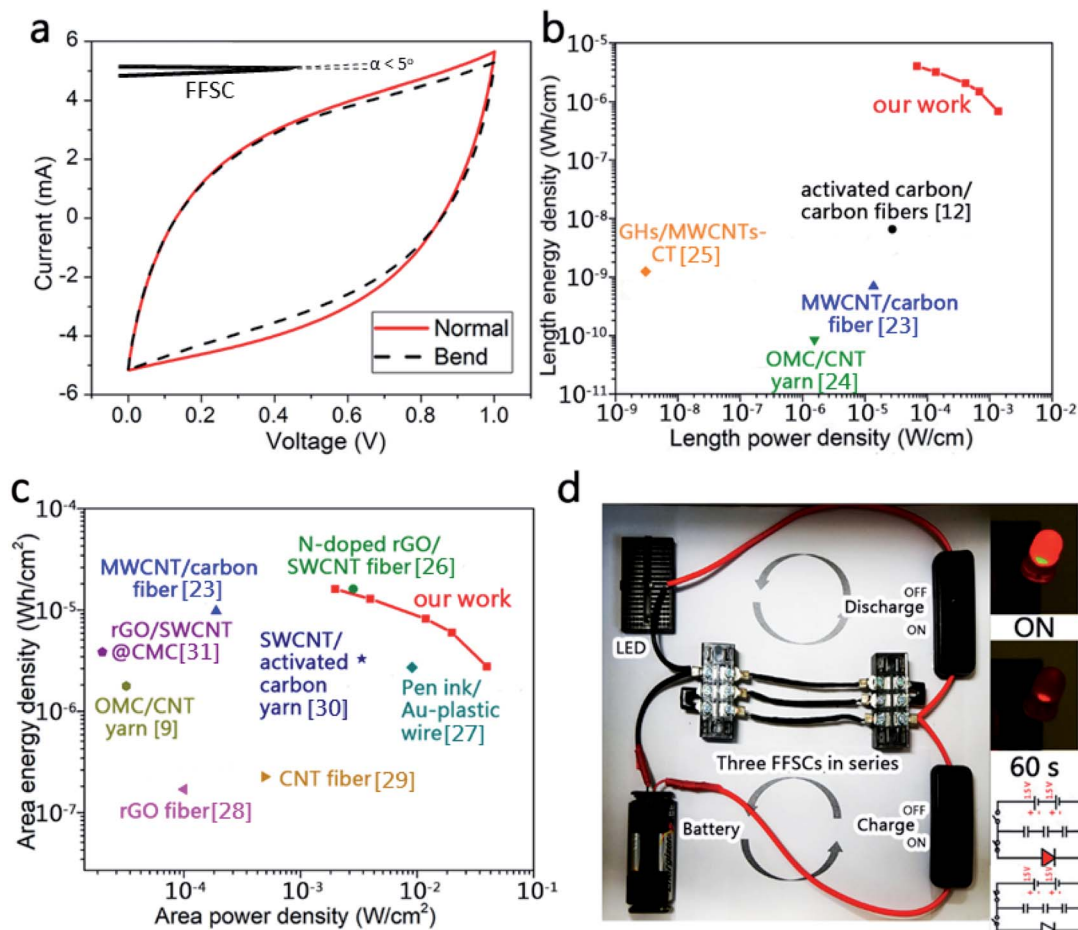 a
6
4
2
0
-2
-4
-6
Current (mA)
α < 5°
FFSC
Normal
Bend
0.0 0.2 0.4 0.6 0.8 1.0
Voltage (V)
b
10⁻⁵
10⁻⁶
10⁻⁷
10⁻⁸
10⁻⁹
10⁻¹⁰
10⁻¹¹
Length energy density (Wh/cm)
our work
activated carbon/
carbon fibers [12]
GHs/MWCNTs-
CT [25]
MWCNT/carbon
fiber [23]
OMC/CNT
yarn [24]
10⁻⁹ 10⁻⁸ 10⁻⁷ 10⁻⁶ 10⁻⁵ 10⁻⁴ 10⁻³ 10⁻²
Length power density (W/cm)
c
10⁻⁴
10⁻⁵
10⁻⁶
10⁻⁷
Area energy density (Wh/cm²)
N-doped rGO/
SWCNT fiber [26]
our work
MWCNT/carbon
fiber [23]
rGO/SWCNT
@CMC[31]
OMC/CNT
yarn [9]
SWCNT/
activated
carbon
yarn [30]
Pen ink/
Au-plastic
wire[27]
CNT fiber [29]
rGO fiber[28]
10⁻⁴ 10⁻³ 10⁻² 10⁻¹
Area power density (W/cm²)
d
LED
OFF
Discharge
ON
Three FFSCs in series
Battery
OFF
Charge
ON
ON
60 s
1.5V 1.5V
+ - + -
1.5V 1.5V
+ - + -